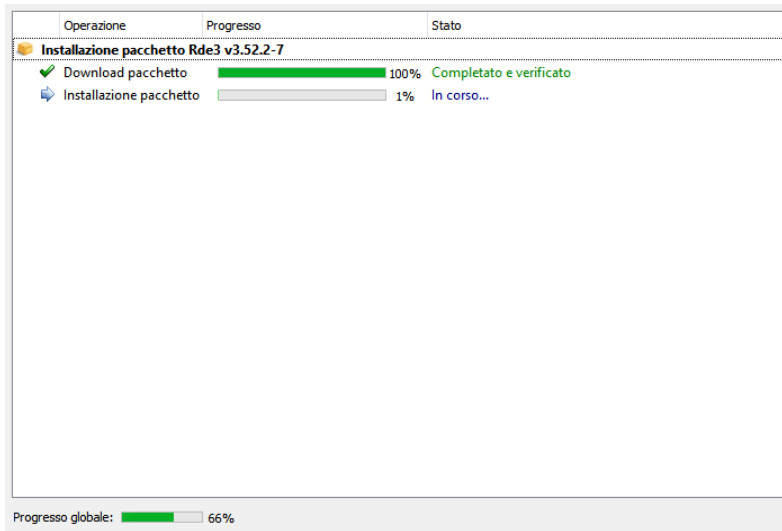 Operazione Progresso Stato
Installazione pacchetto Rde3 v3.52.2-7
Download pacchetto 100% Completato e verificato
Installazione pacchetto 1% In corso...
Progresso globale: 66%